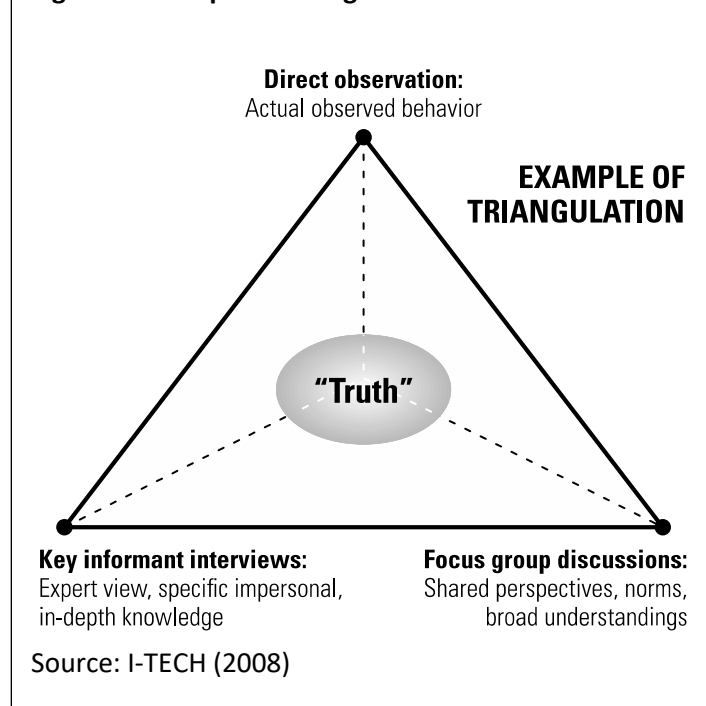 Direct observation:
Actual observed behavior
EXAMPLE OF
TRIANGULATION
“Truth”
Key informant interviews:
Expert view, specific impersonal,
in-depth knowledge
Focus group discussions:
Shared perspectives, norms,
broad understandings
Source: I-TECH (2008)